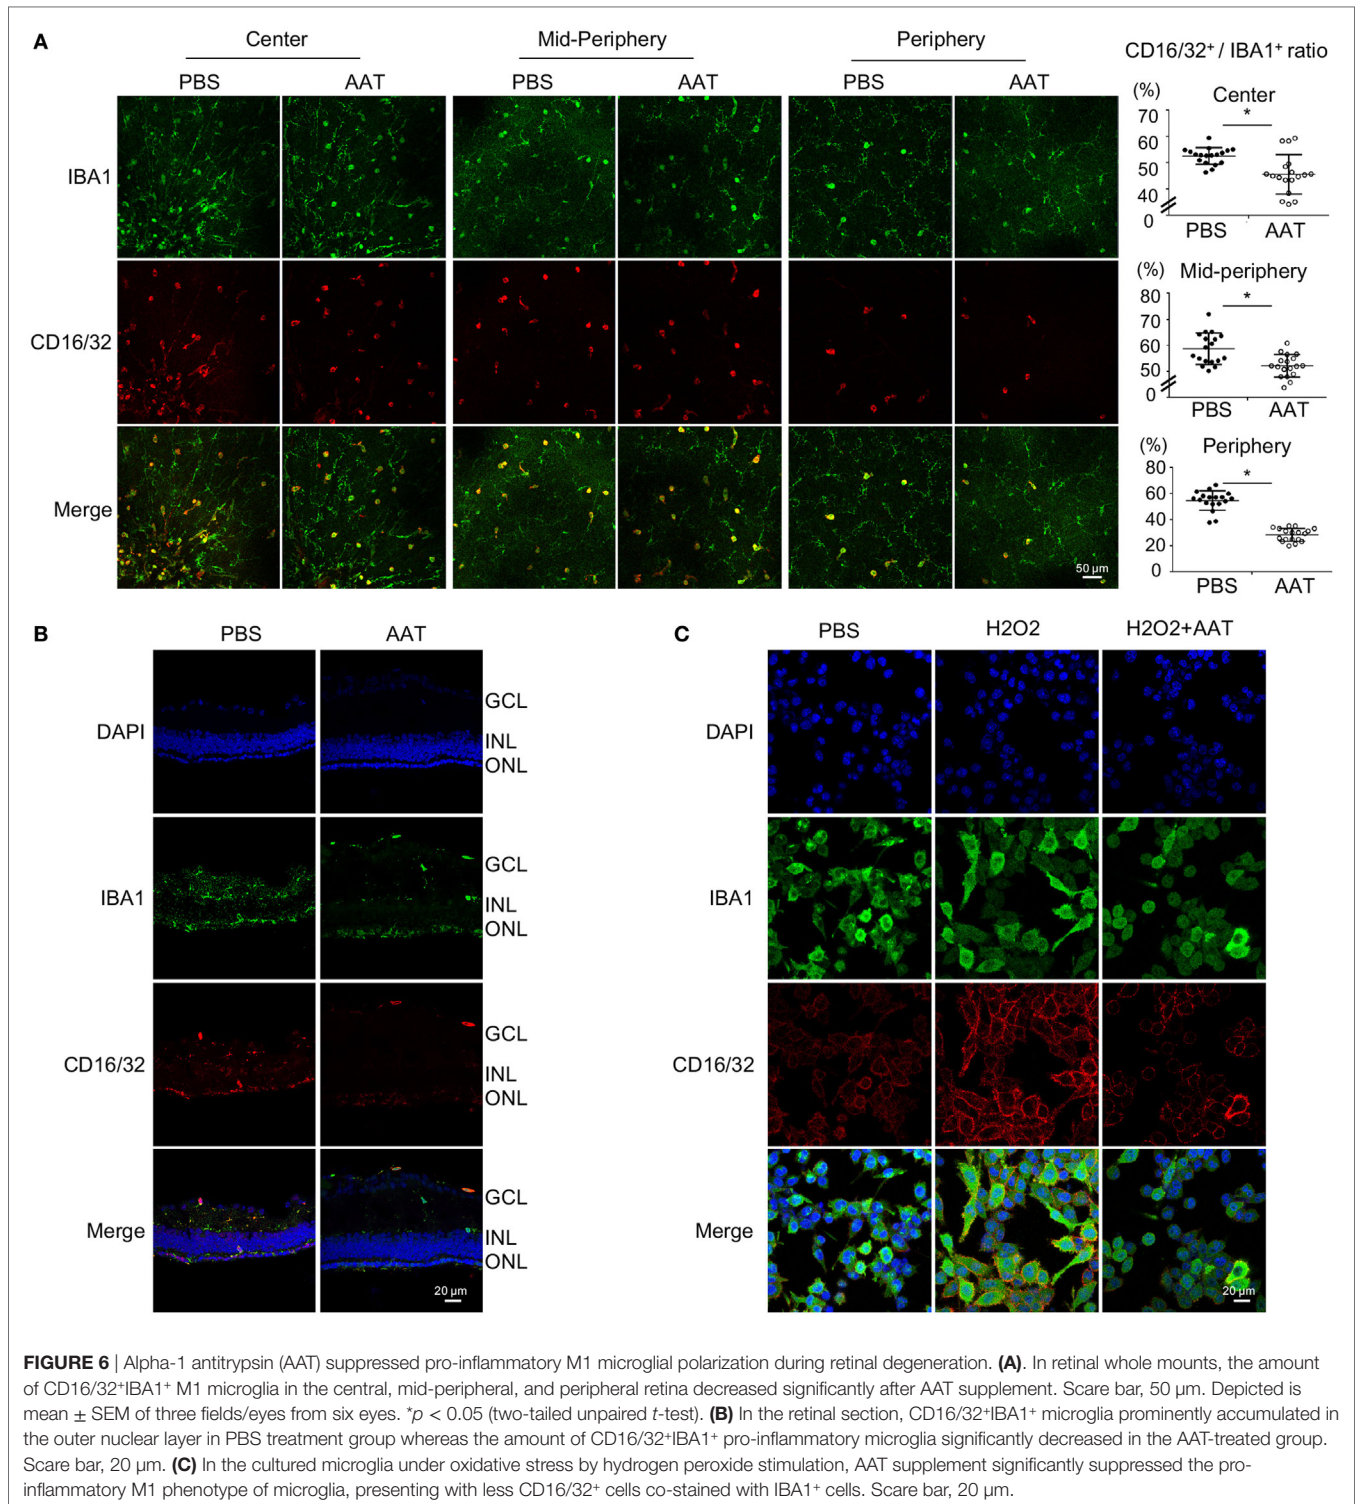 A
Center
Mid-Periphery
Periphery
CD16/32⁺ / IBA1⁺ ratio
PBS
AAT
PBS
AAT
PBS
AAT
IBA1
CD16/32
Merge
50 µm
(%)
Center
70
60
50
40
0
*
PBS
AAT
(%)
Mid-periphery
80
70
60
50
0
*
PBS
AAT
(%)
Periphery
80
60
40
20
0
*
PBS
AAT
B
PBS
AAT
DAPI
GCL
INL
ONL
IBA1
GCL
INL
ONL
CD16/32
GCL
INL
ONL
Merge
GCL
INL
ONL
20 µm
C
PBS
H2O2
H2O2+AAT
DAPI
IBA1
CD16/32
Merge
20 µm
FIGURE 6 | Alpha-1 antitrypsin (AAT) suppressed pro-inflammatory M1 microglial polarization during retinal degeneration. (A). In retinal whole mounts, the amount
of CD16/32⁺IBA1⁺ M1 microglia in the central, mid-peripheral, and peripheral retina decreased significantly after AAT supplement. Scare bar, 50 µm. Depicted is
mean ± SEM of three fields/eyes from six eyes. *p < 0.05 (two-tailed unpaired t-test). (B) In the retinal section, CD16/32⁺IBA1⁺ microglia prominently accumulated in
the outer nuclear layer in PBS treatment group whereas the amount of CD16/32⁺IBA1⁺ pro-inflammatory microglia significantly decreased in the AAT-treated group.
Scare bar, 20 µm. (C) In the cultured microglia under oxidative stress by hydrogen peroxide stimulation, AAT supplement significantly suppressed the pro-
inflammatory M1 phenotype of microglia, presenting with less CD16/32⁺ cells co-stained with IBA1⁺ cells. Scare bar, 20 µm.